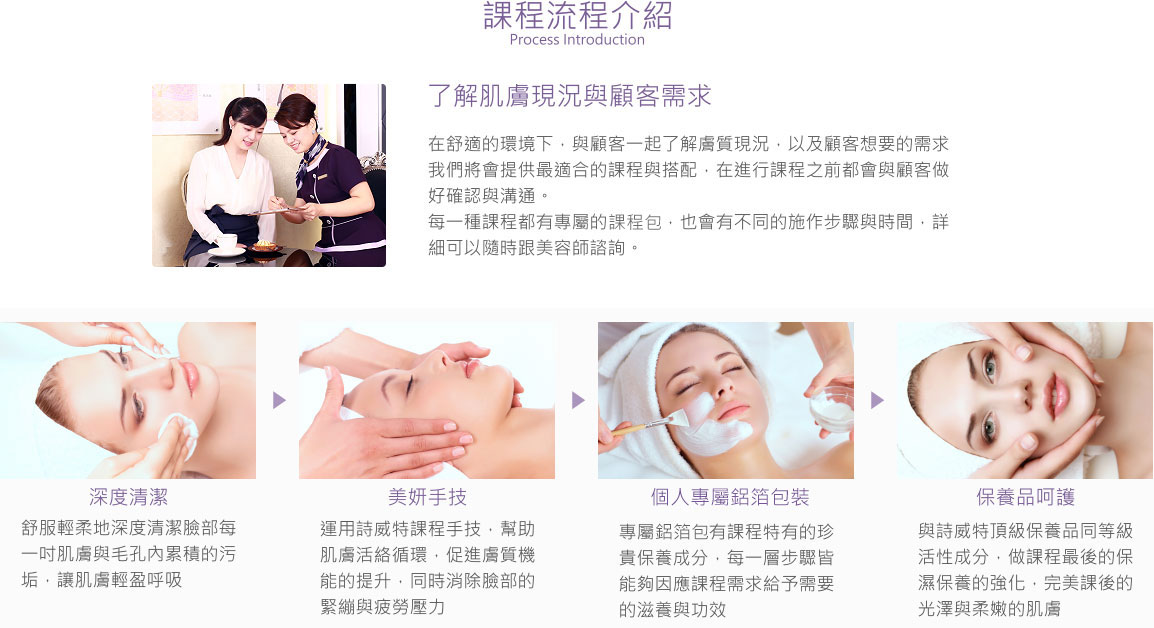 課程流程介紹
Process Introduction
了解肌膚現況與顧客需求
在舒適的環境下，與顧客一起了解膚質現況，以及顧客想要的需求
我們將會提供最適合的課程與搭配，在進行課程之前都會與顧客做
好確認與溝通。
每一種課程都有專屬的課程包，也會有不同的施作步驟與時間，詳
細可以隨時跟美容師諮詢。
深度清潔
舒服輕柔地深度清潔臉部每
一吋肌膚與毛孔內累積的污
垢，讓肌膚輕盈呼吸
美妍手技
運用詩威特課程手技，幫助
肌膚活絡循環，促進膚質機
能的提升，同時消除臉部的
緊繃與疲勞壓力
個人專屬鋁箔包裝
專屬鋁箔包有課程特有的珍
貴保養成分，每一層步驟皆
能夠因應課程需求給予需要
的滋養與功效
保養品呵護
與詩威特頂級保養品同等級
活性成分，做課程最後的保
濕保養的強化，完美課後的
光澤與柔嫩的肌膚